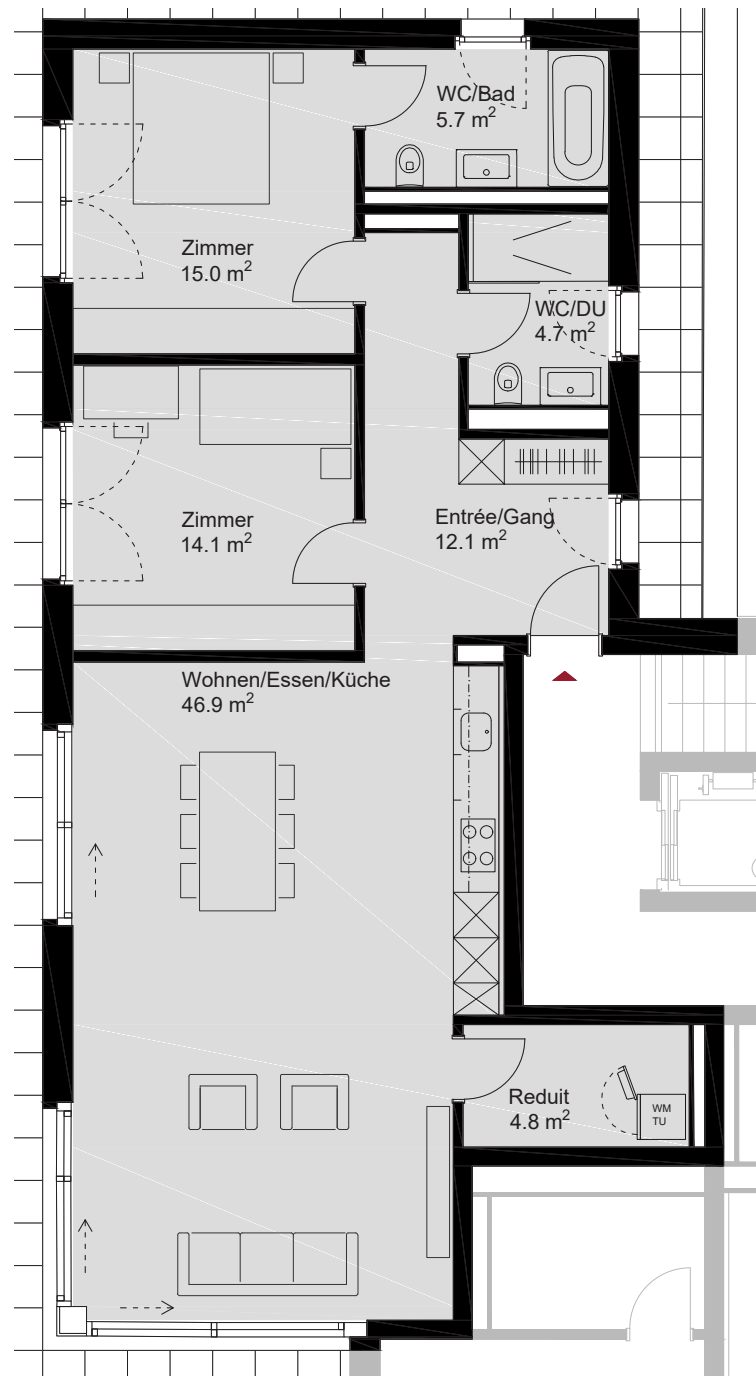 WC/Bad
5.7 m²
Zimmer
15.0 m²
WC/DU
4.7 m²
Zimmer
14.1 m²
Entrée/Gang
12.1 m²
Wohnen/Essen/Küche
46.9 m²
Reduit
4.8 m²
WM
TU